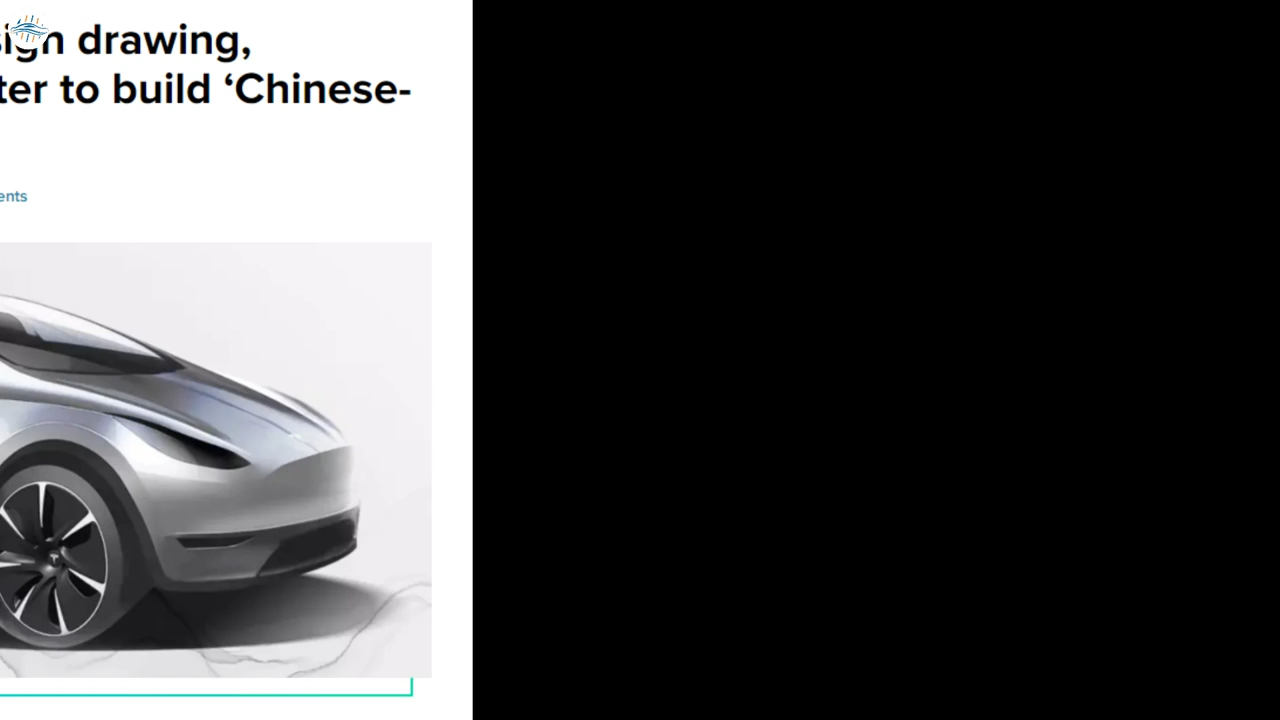 sign drawing,
ter to build ‘Chinese-
ents